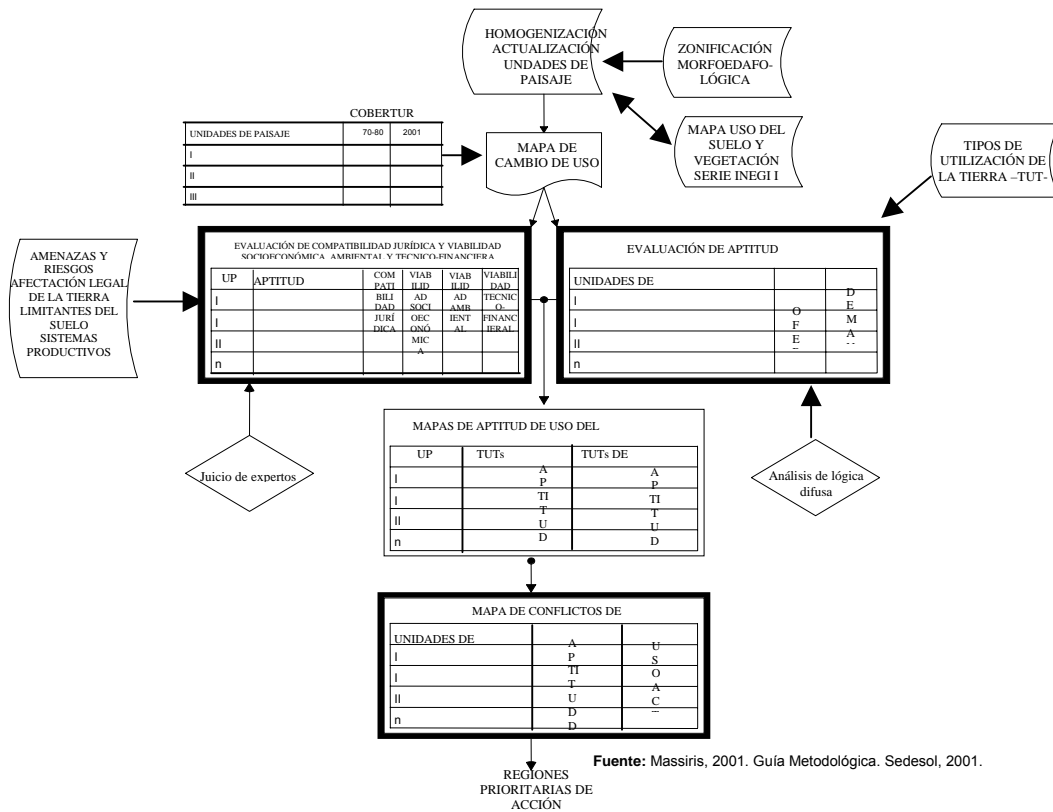 HOMOGENIZACIÓN
ACTUALIZACIÓN
UNDADES DE
PAISAJE
ZONIFICACIÓN
MORFOEDAFO-
LÓGICA
COBERTUR
UNIDADES DE PAISAJE 70-80 2001
I
II
III
MAPA DE
CAMBIO DE USO
MAPA USO DEL
SUELO Y
VEGETACIÓN
SERIE INEGI I
TIPOS DE
UTILIZACIÓN DE
LA TIERRA –TUT-
AMENAZAS Y
RIESGOS
AFECTACIÓN LEGAL
DE LA TIERRA
LIMITANTES DEL
SUELO
SISTEMAS
PRODUCTIVOS
EVALUACIÓN DE COMPATIBILIDAD JURÍDICA Y VIABILIDAD
SOCIOECONÓMICA, AMBIENTAL Y TECNICO-FINANCIERA
UP
APTITUD
COM
PATI
BILI
DAD
JURÍ
DICA
VIAB
ILID
AD
SOCI
OEC
ONÓ
MIC
A
VIAB
ILID
AD
AMB
IENT
AL
VIABILI
DAD
TECNIC
O-
FINANC
IERAL
I
I
II
n
EVALUACIÓN DE APTITUD
UNIDADES DE
O
F
E
D
E
M
A
I
I
II
n
Juicio de expertos
Análisis de lógica
difusa
MAPAS DE APTITUD DE USO DEL
UP TUTs TUTs DE
A
P
TI
T
U
D
A
P
TI
T
U
D
I
I
II
n
MAPA DE CONFLICTOS DE
UNIDADES DE
A
P
TI
T
U
D
D
U
S
O
A
C
I
I
II
n
REGIONES
PRIORITARIAS DE
ACCIÓN
Fuente: Massiris, 2001. Guía Metodológica. Sedesol, 2001.